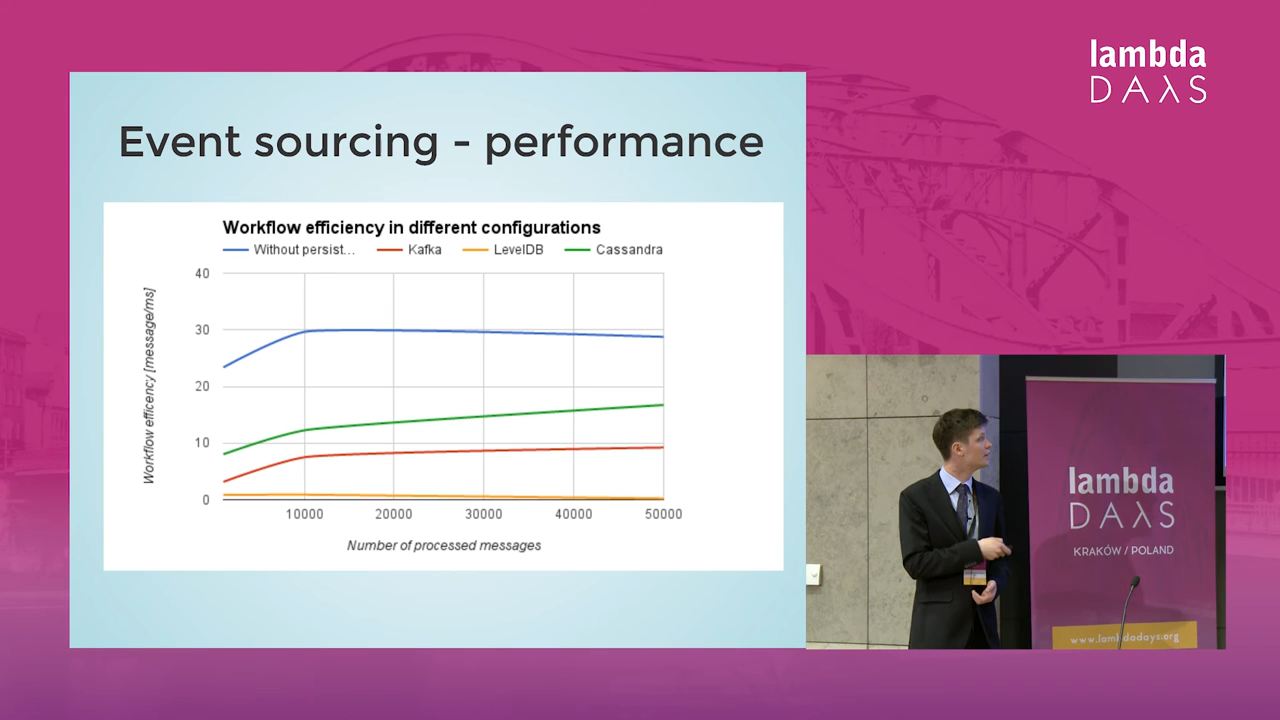 lambda
DAλS
Event sourcing - performance
Workflow efficiency in different configurations
Without persist... Kafka LevelDB Cassandra
Workflow efficency [message/ms]
40
30
20
10
0
10000 20000 30000 40000 50000
Number of processed messages
lambda
DAλS
KRAKÓW / POLAND
www.lambdadays.org